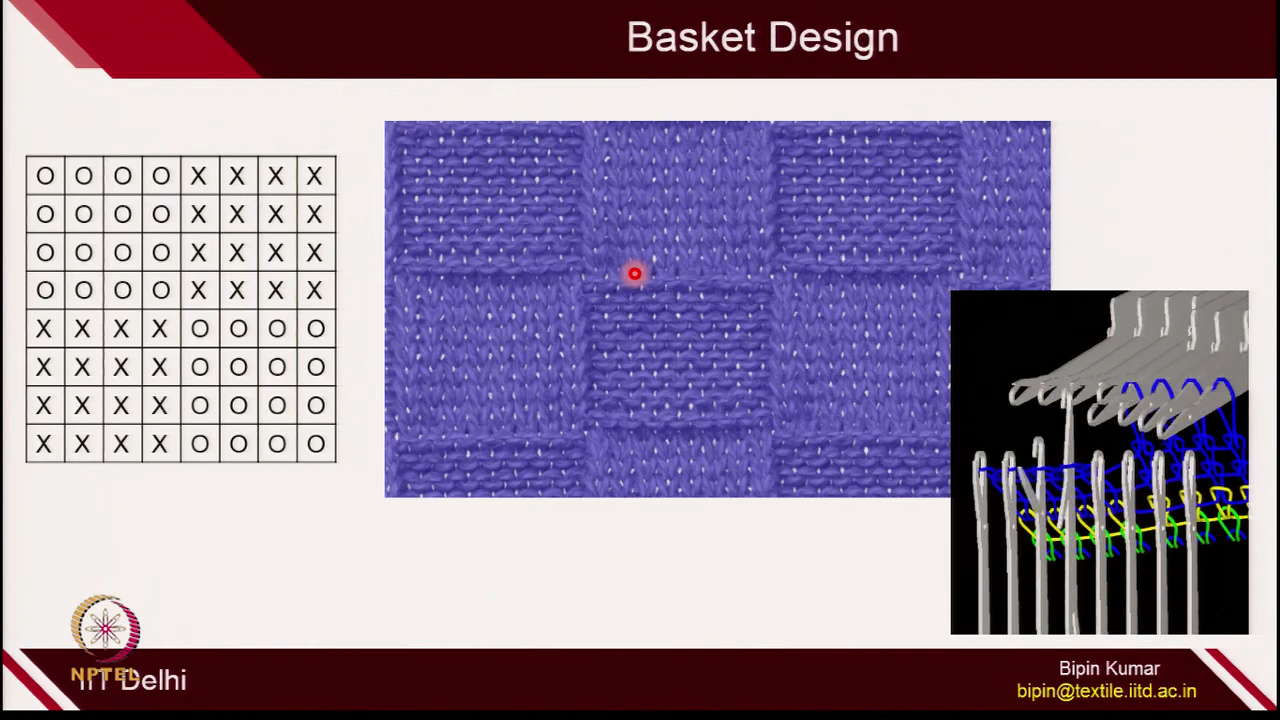 Basket Design
O O O O X X X X
O O O O X X X X
O O O O X X X X
O O O O X X X X
X X X X O O O O
X X X X O O O O
X X X X O O O O
X X X X O O O O
NPTEL
IIT Delhi
Bipin Kumar
bipin@textile.iitd.ac.in